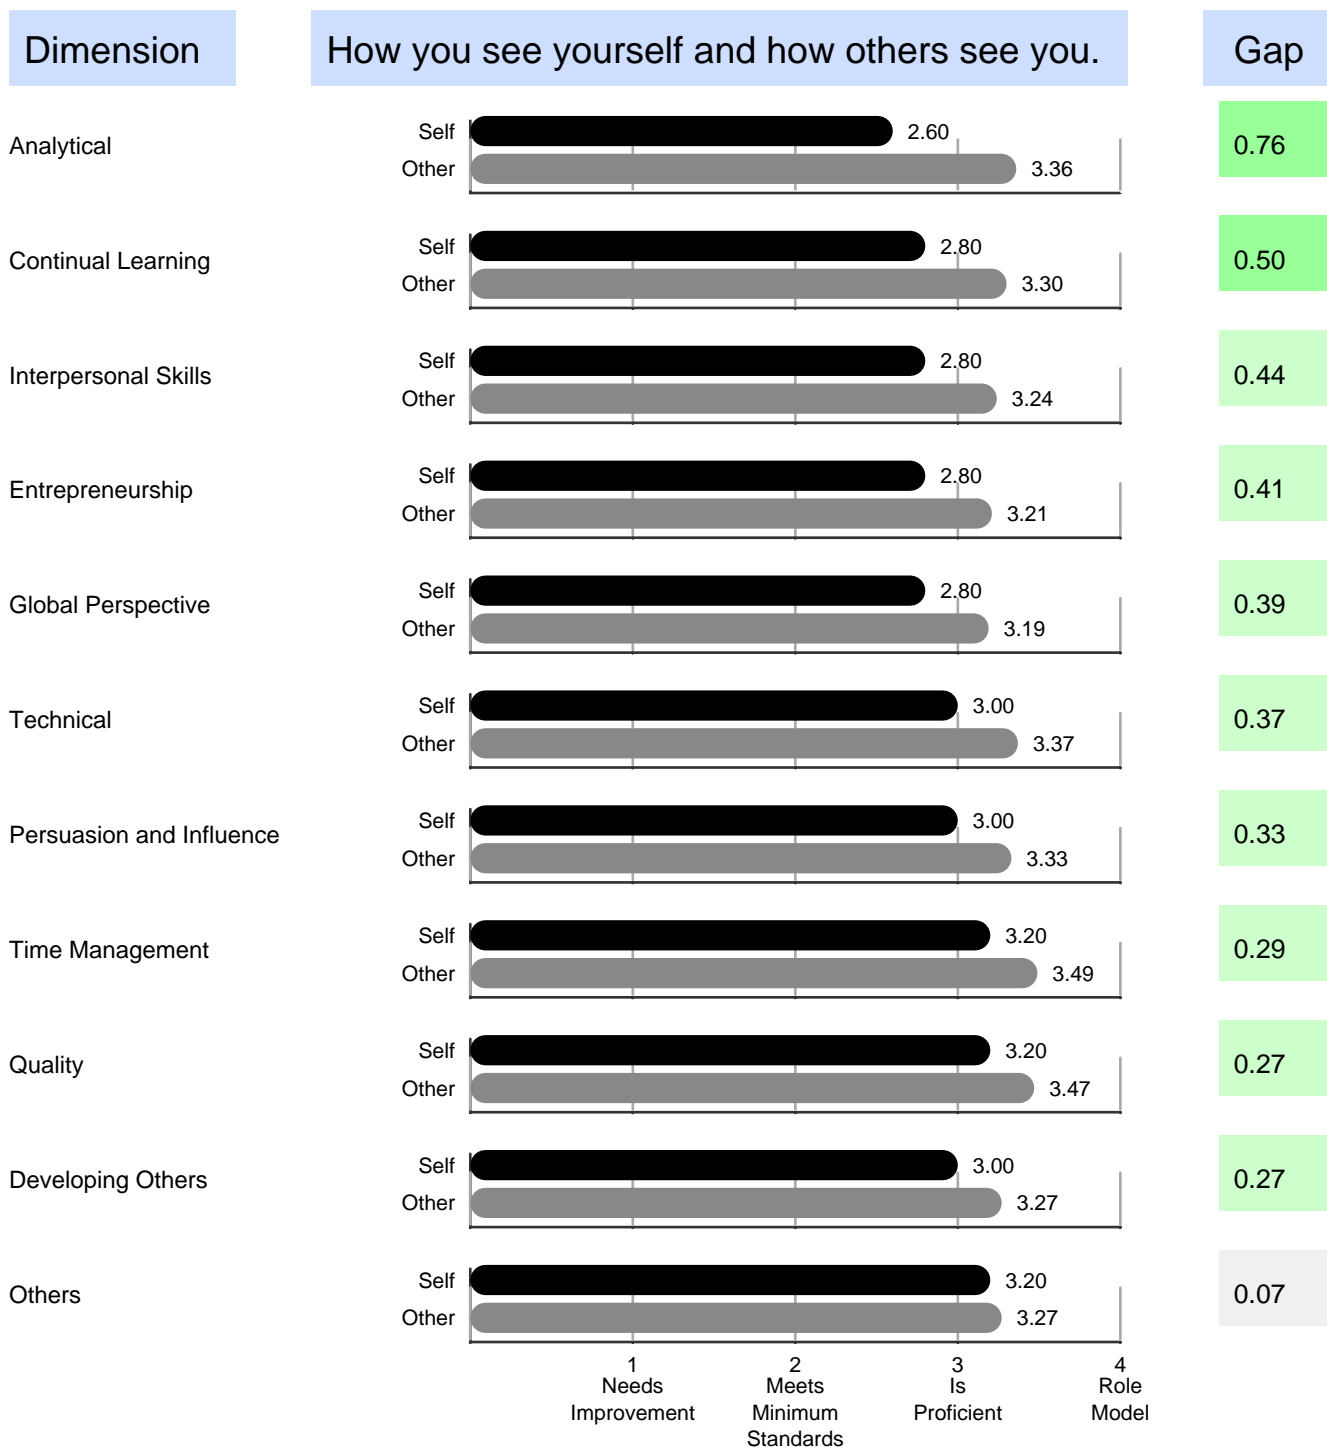 Dimension How you see yourself and how others see you. Gap
Analytical
Self 2.60
Other 3.36
0.76
Continual Learning
Self 2.80
Other 3.30
0.50
Interpersonal Skills
Self 2.80
Other 3.24
0.44
Entrepreneurship
Self 2.80
Other 3.21
0.41
Global Perspective
Self 2.80
Other 3.19
0.39
Technical
Self 3.00
Other 3.37
0.37
Persuasion and Influence
Self 3.00
Other 3.33
0.33
Time Management
Self 3.20
Other 3.49
0.29
Quality
Self 3.20
Other 3.47
0.27
Developing Others
Self 3.00
Other 3.27
0.27
Others
Self 3.20
Other 3.27
0.07
1 2 3 4
Needs Meets Is Role
Improvement Minimum Proficient Model
Standards